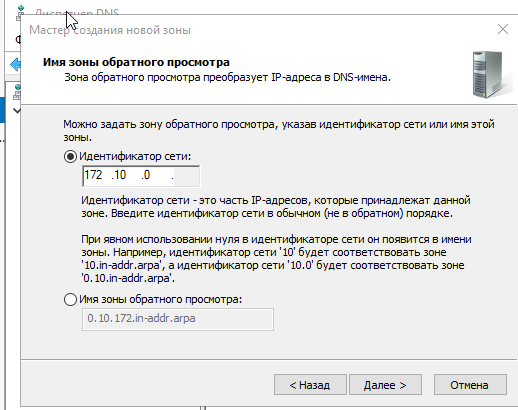 Диспетчер DNS
Мастер создания новой зоны
Имя зоны обратного просмотра
Зона обратного просмотра преобразует IP-адреса в DNS-имена.
Можно задать зону обратного просмотра, указав идентификатор сети или имя этой
зоны.
Идентификатор сети:
172 .10 .0 .
Идентификатор сети - это часть IP-адресов, которые принадлежат данной
зоне. Введите идентификатор сети в обычном (не в обратном) порядке.
При явном использовании нуля в идентификаторе сети он появится в имени
зоны. Например, идентификатор сети '10' будет соответствовать зоне
'10.in-addr.arpa', а идентификатор сети '10.0' будет соответствовать зоне
'0.10.in-addr.arpa'.
Имя зоны обратного просмотра:
0.10.172.in-addr.arpa
< Назад
Далее >
Отмена